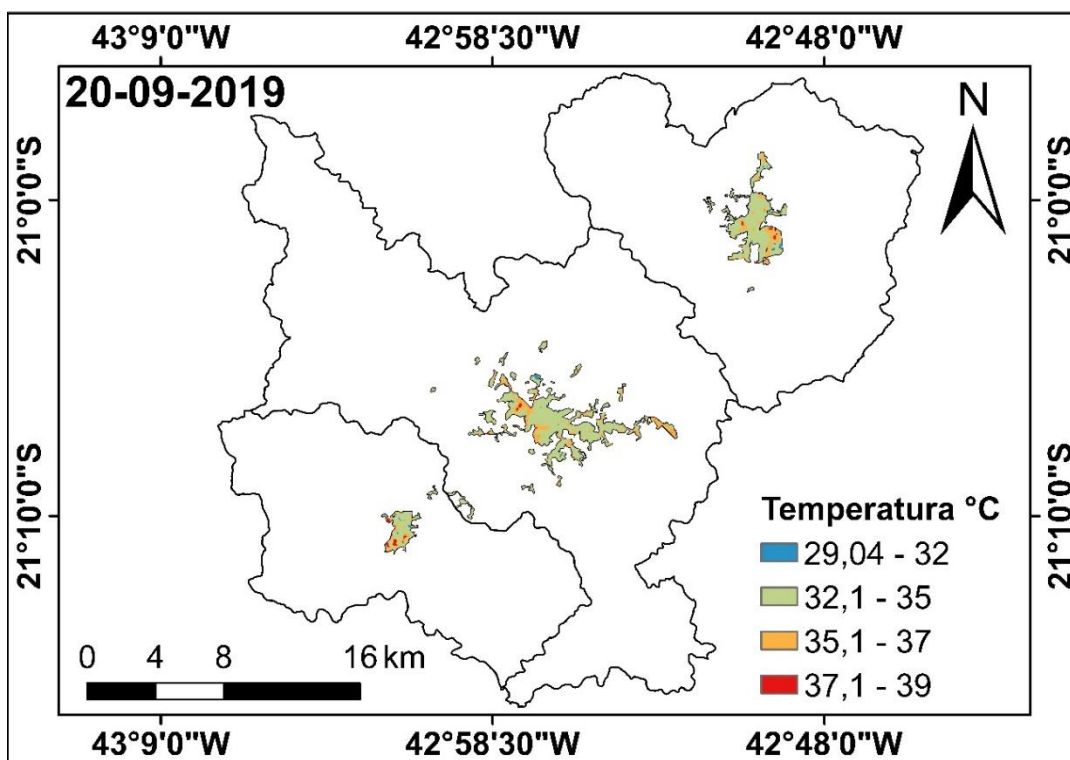 43°9'0"W 42°58'30"W 42°48'0"W
20-09-2019
N
21°0'0"S 21°0'0"S
21°10'0"S 21°10'0"S
Temperatura °C
29,04 - 32
32,1 - 35
35,1 - 37
37,1 - 39
0 4 8 16 km
43°9'0"W 42°58'30"W 42°48'0"W